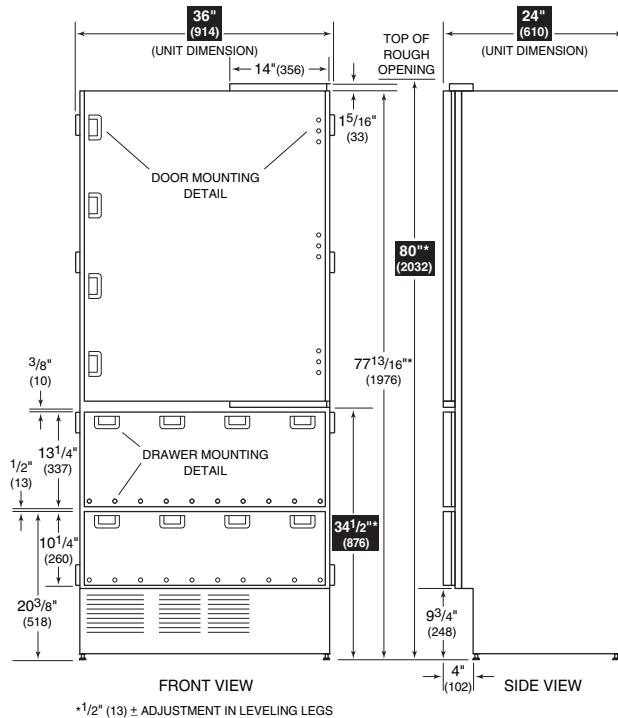 36"
(914)
(UNIT DIMENSION)
24"
(610)
(UNIT DIMENSION)
TOP OF
ROUGH
OPENING
14"(356)
1 5/16"
(33)
DOOR MOUNTING
DETAIL
80"*
(2032)
77 13/16"*
(1976)
3/8"
(10)
13 1/4"
(337)
DRAWER MOUNTING
DETAIL
1/2"
(13)
34 1/2"*
(876)
10 1/4"
(260)
20 3/8"
(518)
9 3/4"
(248)
4"
(102)
FRONT VIEW
SIDE VIEW
*1/2" (13) ± ADJUSTMENT IN LEVELING LEGS